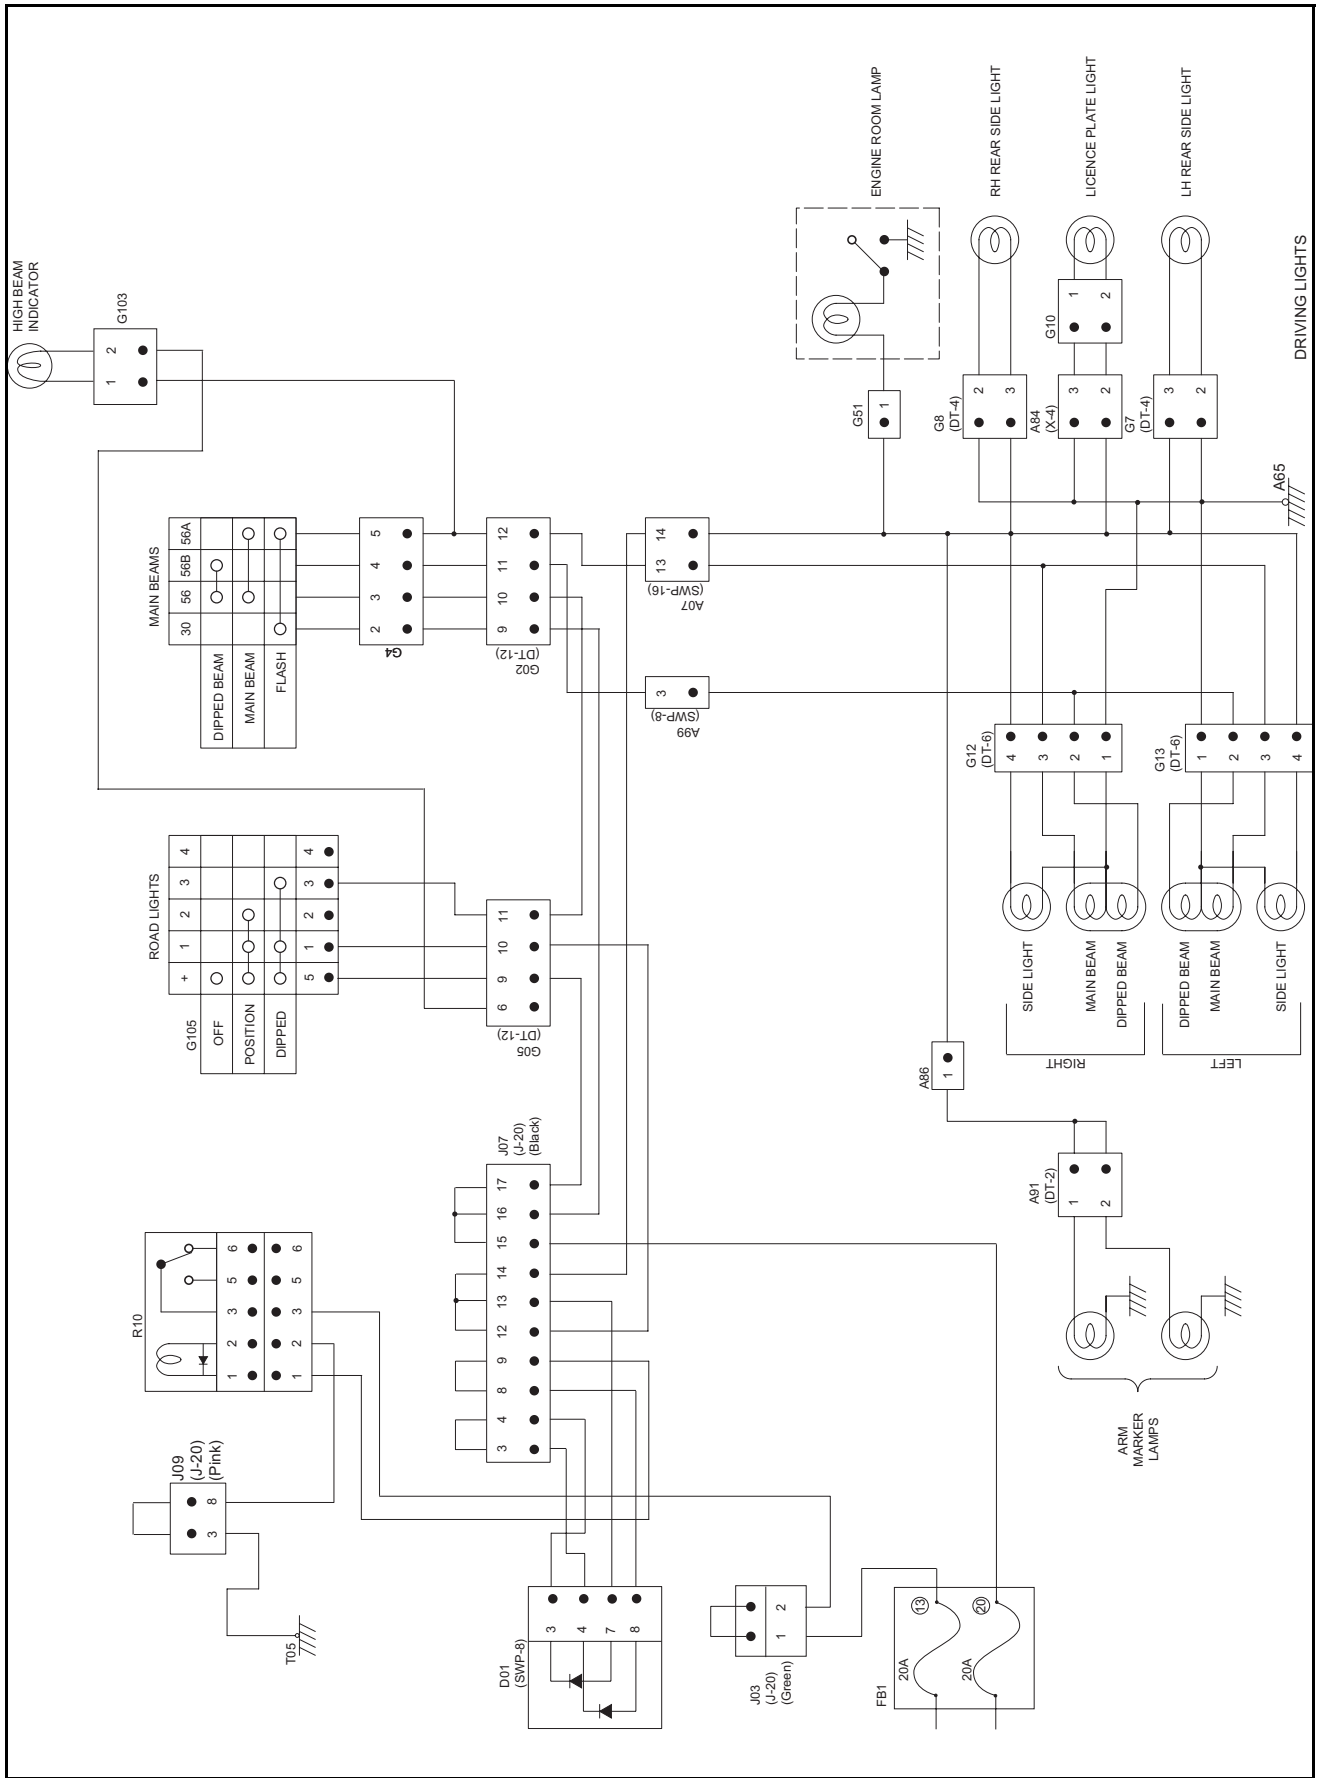 HIGH BEAM
INDICATOR
G103
1 2
MAIN BEAMS
30 56 56B 56A
DIPPED BEAM
MAIN BEAM
FLASH
G4
2 3 4 5
G02
(DT-12)
9 10 11 12
ROAD LIGHTS
G105
+ 1 2 3 4
OFF
POSITION
DIPPED
5 1 2 3 4
G05
(DT-12)
6 9 10 11
R10
1 2 3 5 6
1 2 3 5 6
J09
(J-20)
(Pink)
3 8
T05
J07
(J-20)
(Black)
3 4 8 9 12 13 14 15 16 17
D01
(SWP-8)
3 4 7 8
J03
(J-20)
(Green)
1 2
FB1
20A
13
20A
20
A07
(SWP-16)
13 14
A99
(SWP-8)
3
G51
1
ENGINE ROOM LAMP
G8
(DT-4)
2
3
RH REAR SIDE LIGHT
A84
(X-4)
3
2
G10
1
2
LICENCE PLATE LIGHT
G7
(DT-4)
3
2
LH REAR SIDE LIGHT
A65
G12
(DT-6)
4
3
2
1
G13
(DT-6)
1
2
3
4
SIDE LIGHT
MAIN BEAM
DIPPED BEAM
RIGHT
DIPPED BEAM
MAIN BEAM
SIDE LIGHT
LEFT
A86
1
A91
(DT-2)
1
2
ARM
MARKER
LAMPS
DRIVING LIGHTS